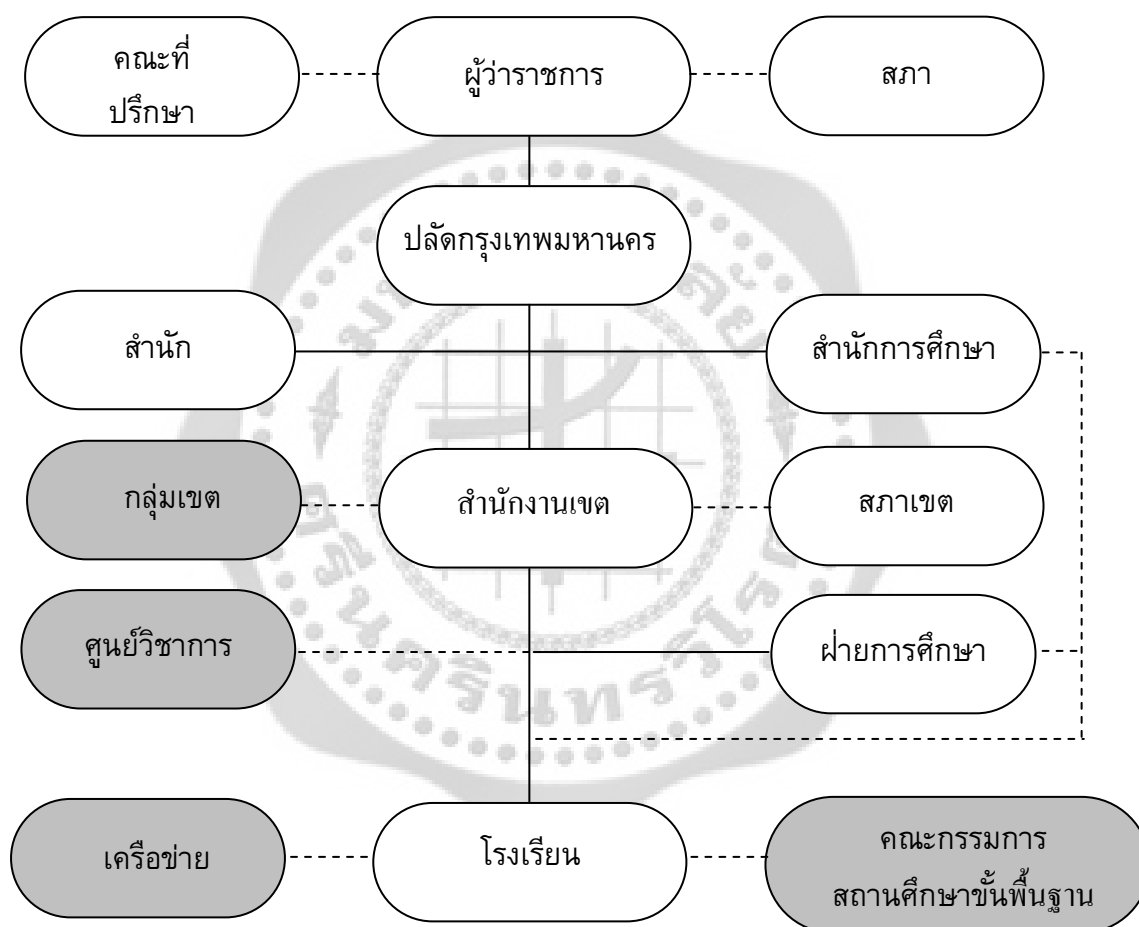 คณะที่
ปรึกษา
ผู้ว่าราชการ
สภา
ปลัดกรุงเทพมหานคร
สำนัก
สำนักการศึกษา
กลุ่มเขต
สำนักงานเขต
สภาเขต
ศูนย์วิชาการ
ฝ่ายการศึกษา
เครือข่าย
โรงเรียน
คณะกรรมการ
สถานศึกษาขั้นพื้นฐาน